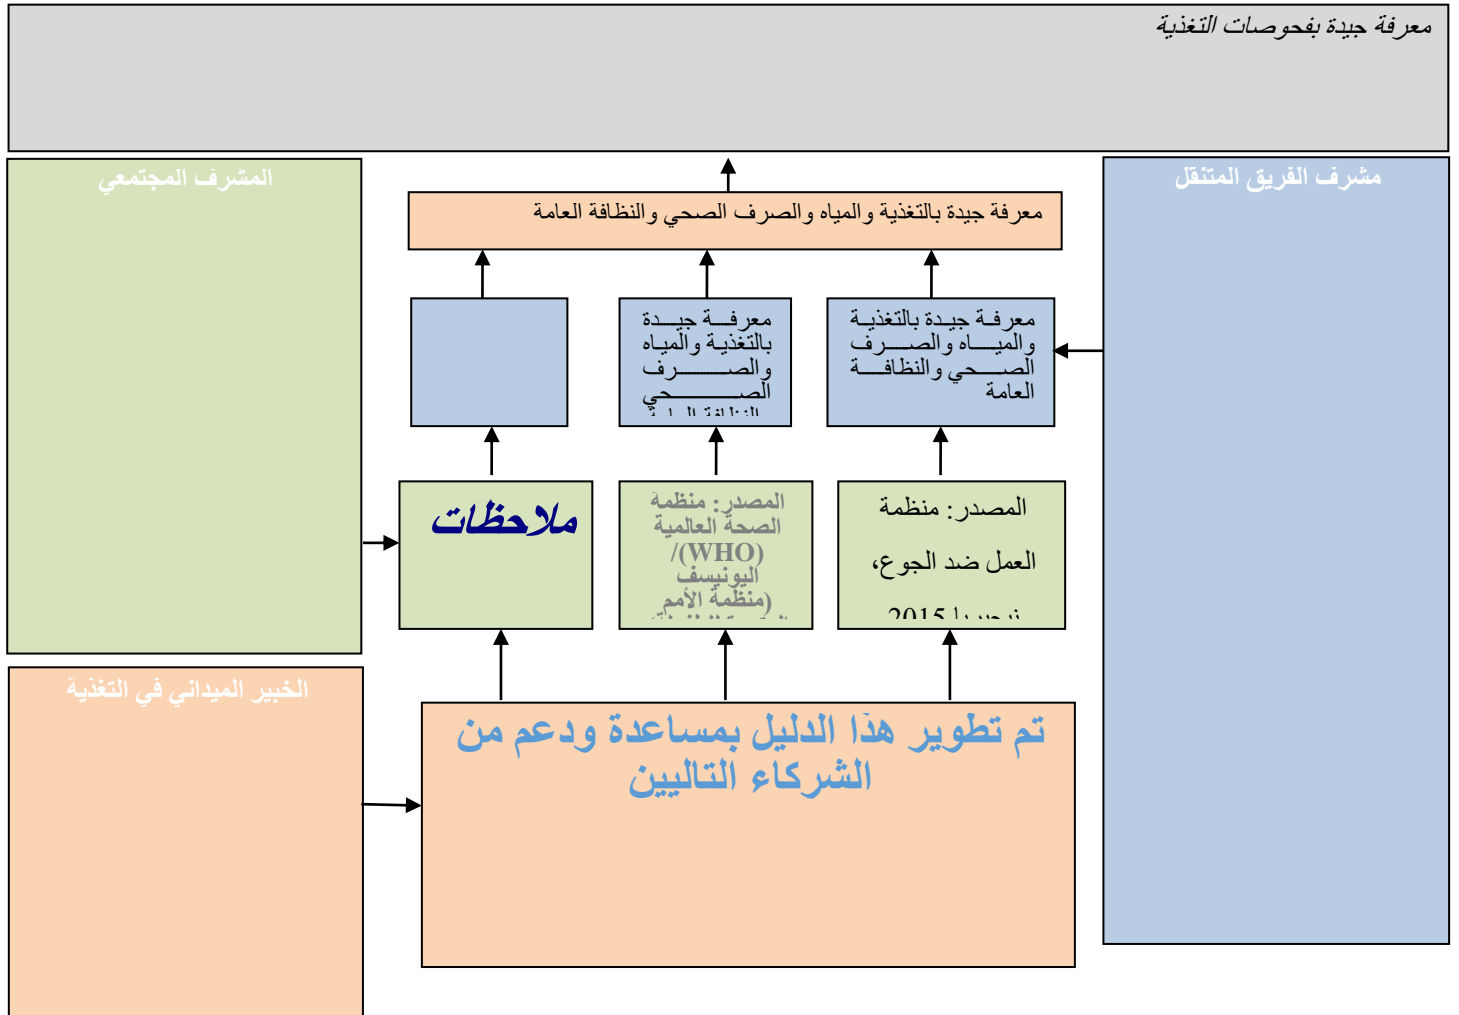 معرفة جيدة بفحوصات التغذية
مشرف الفريق المتنقل
المشرف المجتمعي
معرفة جيدة بالتغذية والمياه والصرف الصحي والنظافة العامة
معرفة جيدة بالتغذية
والمياه والصرف
الصحي والنظافة
العامة
معرفة جيدة
بالتغذية والمياه
والصرف
الصحي
المصدر: منظمة
العمل ضد الجوع،
نيجيريا 2015
المصدر: منظمة
الصحة العالمية
(WHO)/
اليونيسف
(منظمة الأمم
ملاحظات
الخبير الميداني في التغذية
تم تطوير هذا الدليل بمساعدة ودعم من
الشركاء التاليين